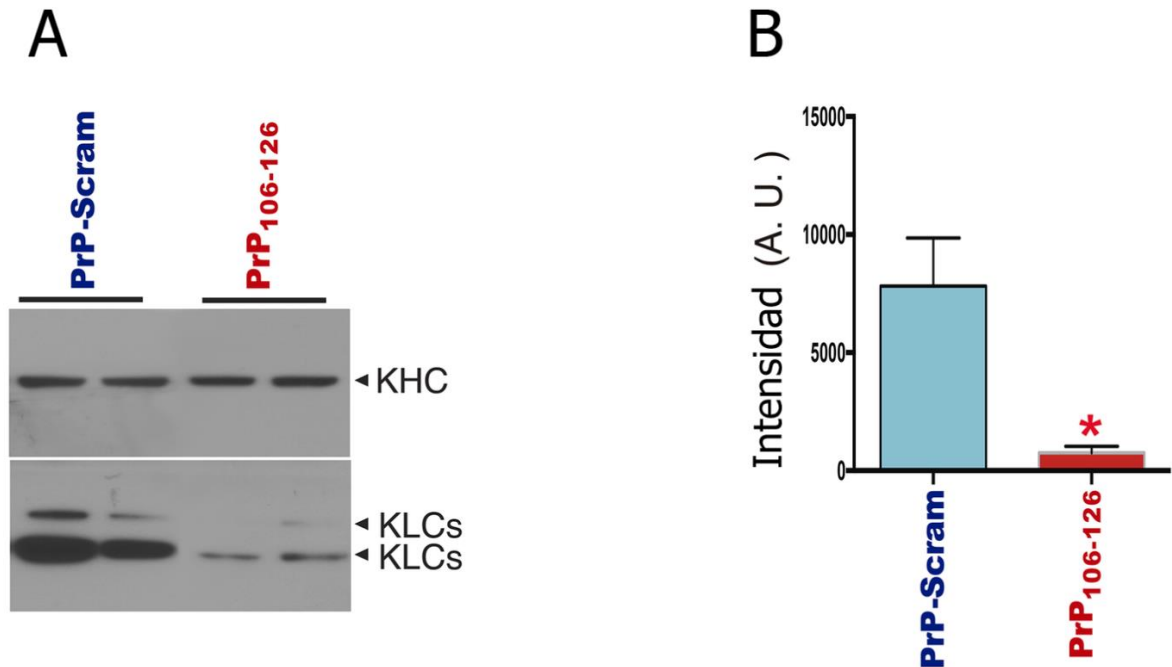 A
PrP-Scram
PrP106-126
KHC
KLCs
KLCs
B
Intensidad (A. U.)
15000
10000
5000
0
*
PrP-Scram
PrP106-126